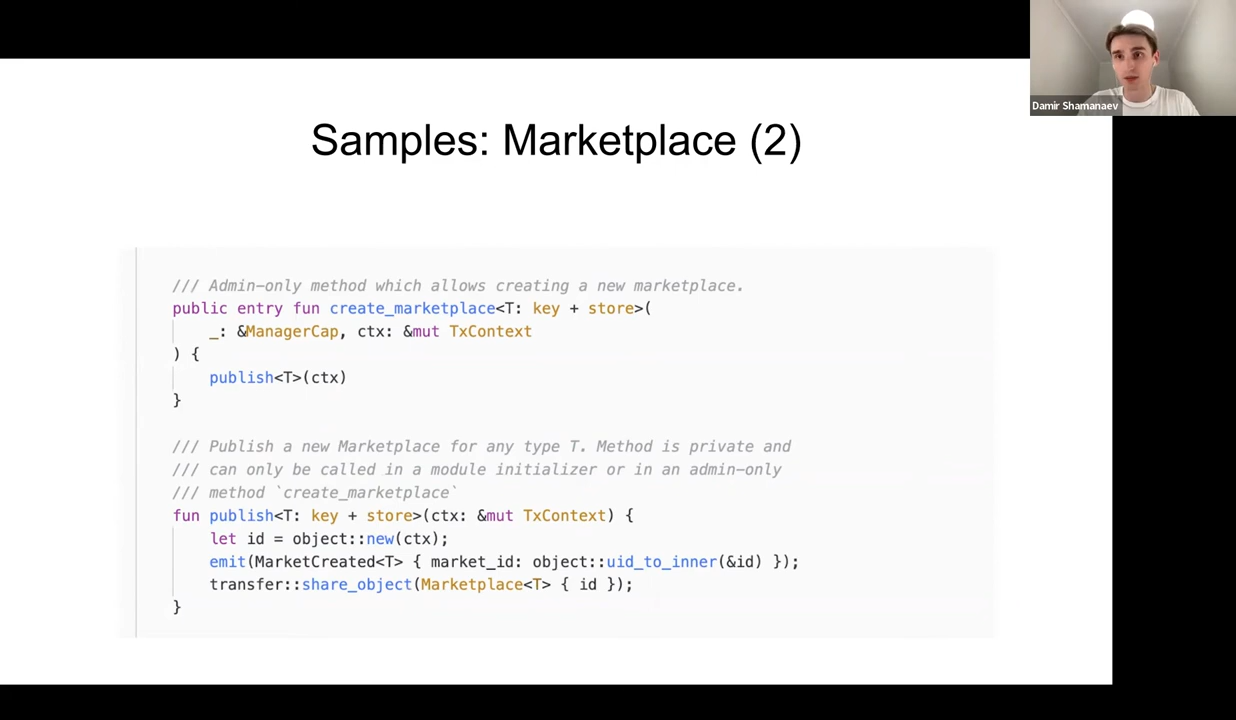 Damir Shamanaev
Samples: Marketplace (2)
/// Admin-only method which allows creating a new marketplace.
public entry fun create_marketplace<T: key + store>(
_: &ManagerCap, ctx: &mut TxContext
) {
publish<T>(ctx)
}
/// Publish a new Marketplace for any type T. Method is private and
/// can only be called in a module initializer or in an admin-only
/// method `create_marketplace`
fun publish<T: key + store>(ctx: &mut TxContext) {
let id = object::new(ctx);
emit(MarketCreated<T> { market_id: object::uid_to_inner(&id) });
transfer::share_object(Marketplace<T> { id });
}